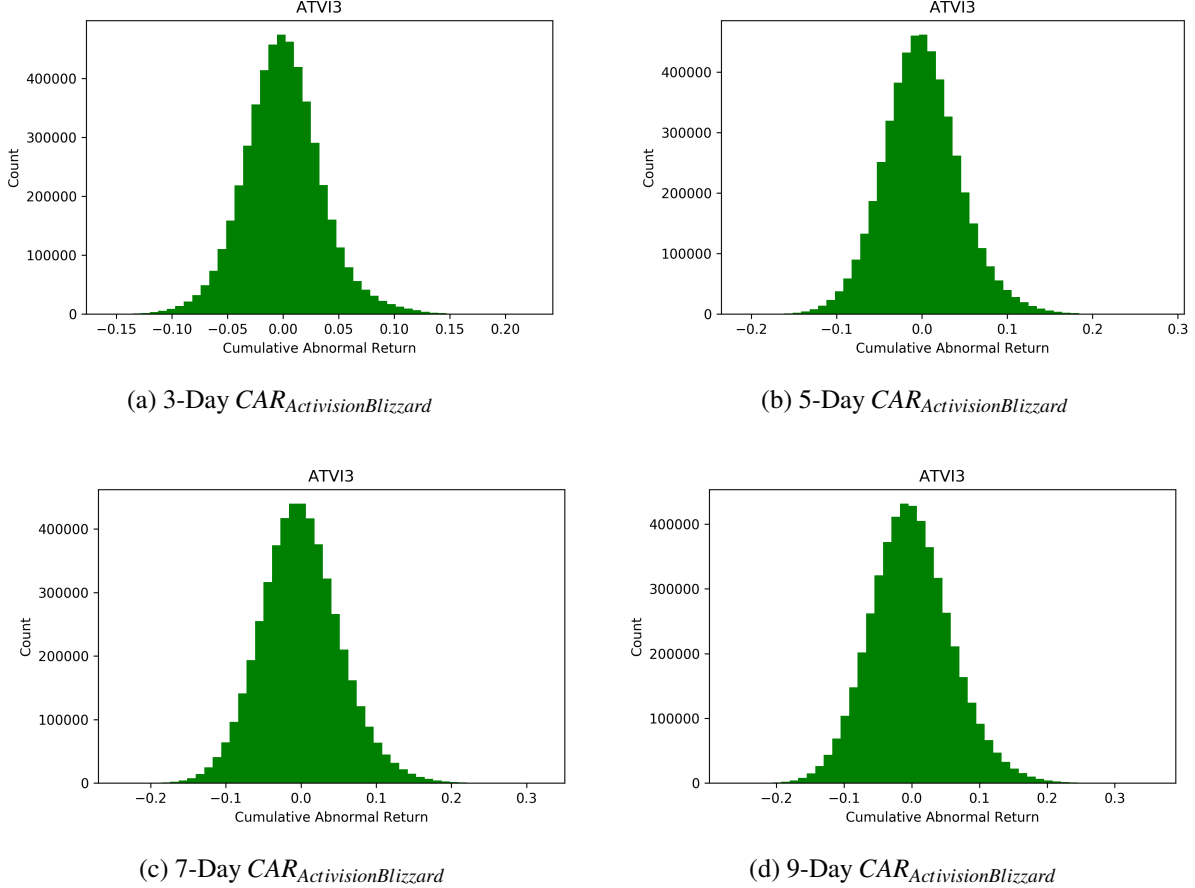 ATVI3
400000
300000
200000
100000
0
Count
−0.15 −0.10 −0.05 0.00 0.05 0.10 0.15 0.20
Cumulative Abnormal Return
(a) 3-Day CAR_ActivisionBlizzard
ATVI3
400000
300000
200000
100000
0
Count
−0.2 −0.1 0.0 0.1 0.2 0.3
Cumulative Abnormal Return
(b) 5-Day CAR_ActivisionBlizzard
ATVI3
400000
300000
200000
100000
0
Count
−0.2 −0.1 0.0 0.1 0.2 0.3
Cumulative Abnormal Return
(c) 7-Day CAR_ActivisionBlizzard
ATVI3
400000
300000
200000
100000
0
Count
−0.2 −0.1 0.0 0.1 0.2 0.3
Cumulative Abnormal Return
(d) 9-Day CAR_ActivisionBlizzard